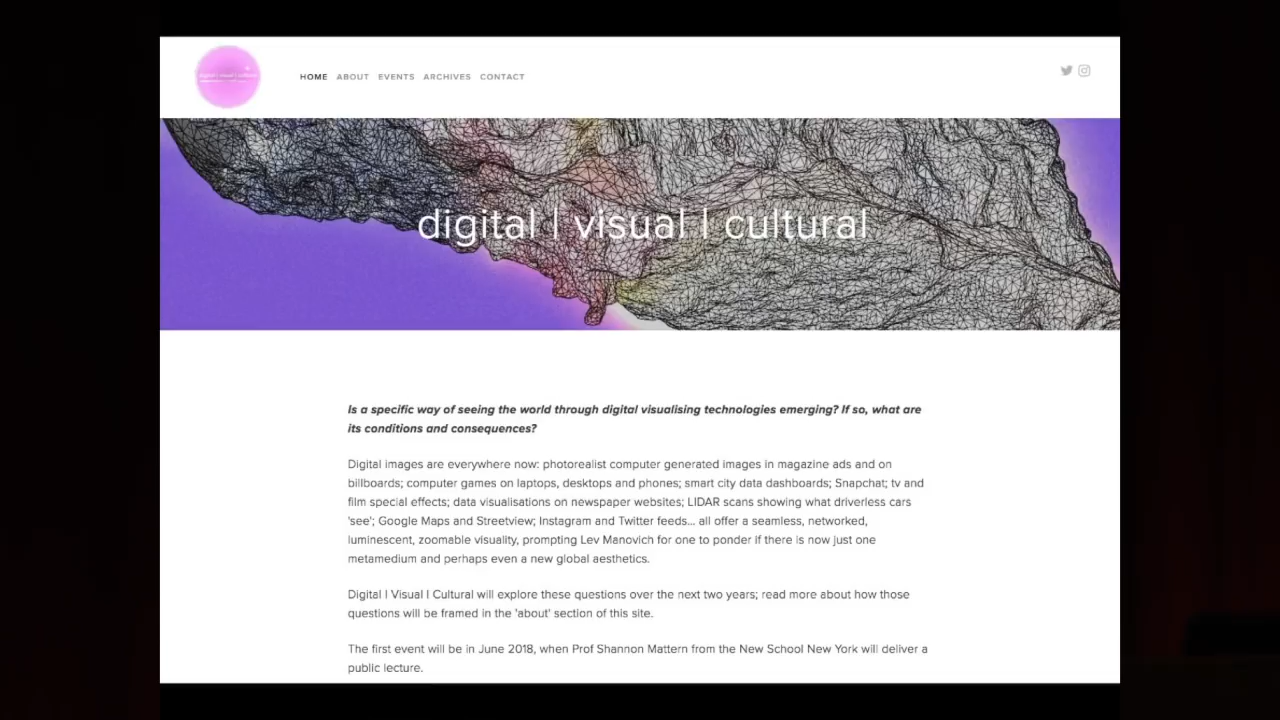 digital | visual | cultural
HOME ABOUT EVENTS ARCHIVES CONTACT
digital | visual | cultural
Is a specific way of seeing the world through digital visualising technologies emerging? If so, what are
its conditions and consequences?
Digital images are everywhere now: photorealist computer generated images in magazine ads and on
billboards; computer games on laptops, desktops and phones; smart city data dashboards; Snapchat; tv and
film special effects; data visualisations on newspaper websites; LIDAR scans showing what driverless cars
'see'; Google Maps and Streetview; Instagram and Twitter feeds... all offer a seamless, networked,
luminescent, zoomable visuality, prompting Lev Manovich for one to ponder if there is now just one
metamedium and perhaps even a new global aesthetics.
Digital | Visual | Cultural will explore these questions over the next two years; read more about how those
questions will be framed in the 'about' section of this site.
The first event will be in June 2018, when Prof Shannon Mattern from the New School New York will deliver a
public lecture.